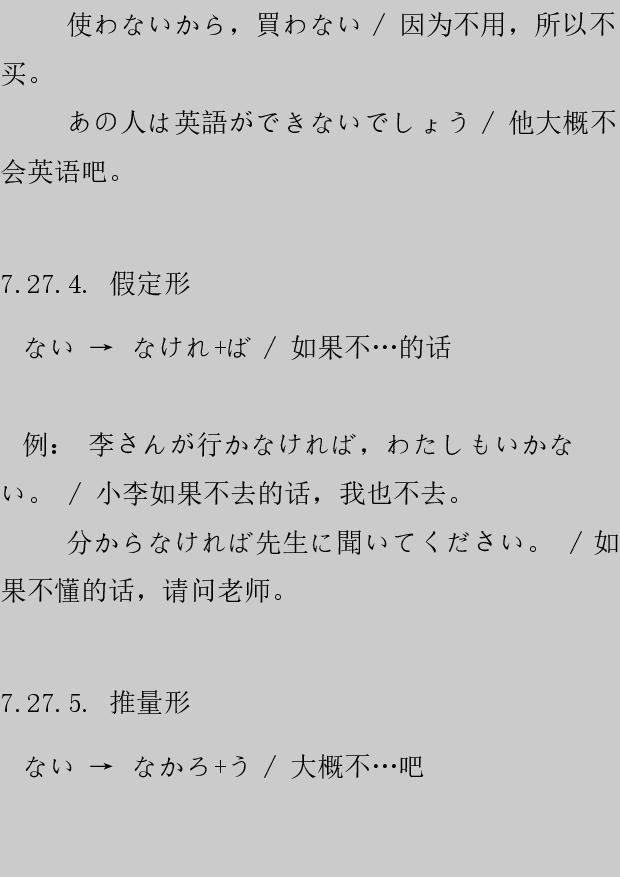 使わないから，買わない / 因为不用，所以不
买。
あの人は英語ができないでしょう / 他大概不
会英语吧。
7.27.4. 假定形
ない → なけれ+ば / 如果不…的话
例： 李さんが行かなければ，わたしもいかな
い。 / 小李如果不去的话，我也不去。
分からなければ先生に聞いてください。 / 如
果不懂的话，请问老师。
7.27.5. 推量形
ない → なかろ+う / 大概不…吧